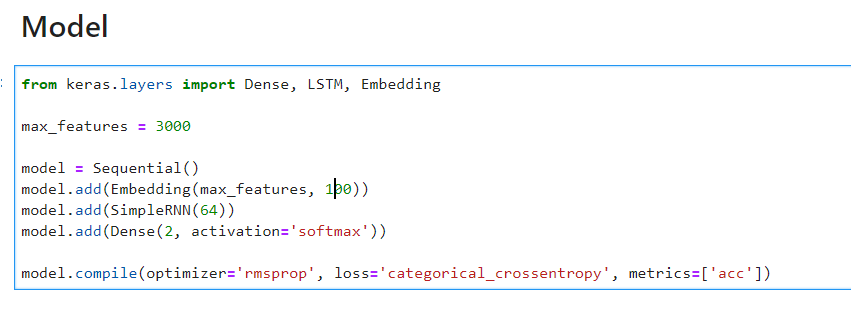 Model
from keras.layers import Dense, LSTM, Embedding
max_features = 3000
model = Sequential()
model.add(Embedding(max_features, 100))
model.add(SimpleRNN(64))
model.add(Dense(2, activation='softmax'))
model.compile(optimizer='rmsprop', loss='categorical_crossentropy', metrics=['acc'])